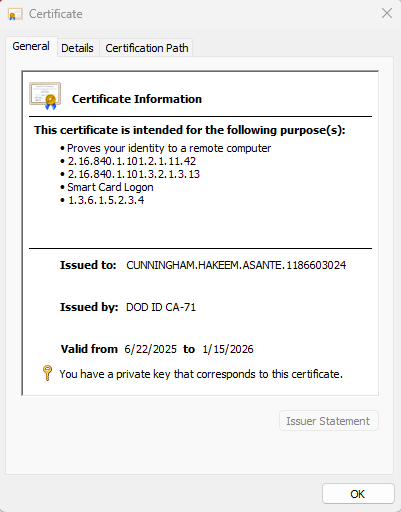 Certificate
General
Details
Certification Path
Certificate Information
This certificate is intended for the following purpose(s):
• Proves your identity to a remote computer
• 2.16.840.1.101.2.1.11.42
• 2.16.840.1.101.3.2.1.3.13
• Smart Card Logon
• 1.3.6.1.5.2.3.4
Issued to: CUNNINGHAM.HAKEEM.ASANTE.1186603024
Issued by: DOD ID CA-71
Valid from 6/22/2025 to 1/15/2026
You have a private key that corresponds to this certificate.
Issuer Statement
OK